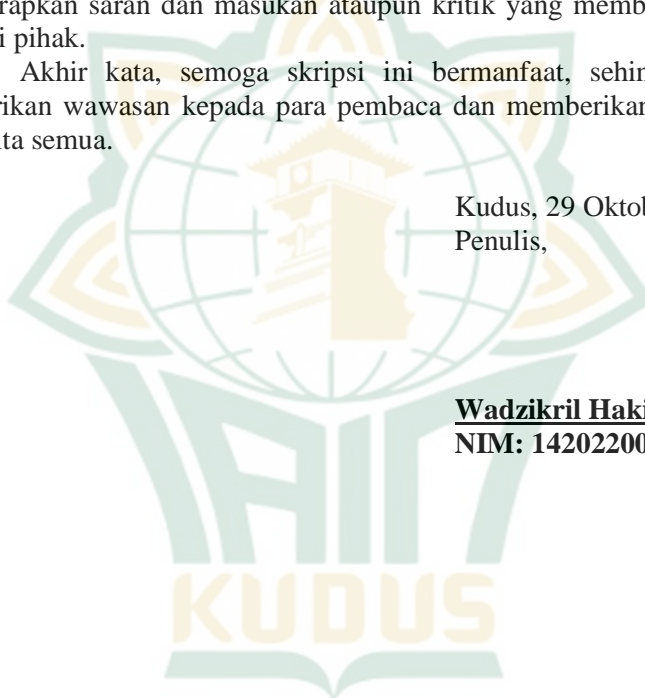 rapkan saran dan masukan ataupun kritik yang memb
i pihak.
Akhir kata, semoga skripsi ini bermanfaat, sehin
rikan wawasan kepada para pembaca dan memberikan
ta semua.
Kudus, 29 Oktob
Penulis,
Wadzikril Haki
NIM: 14202200
IAIN
KUDUS